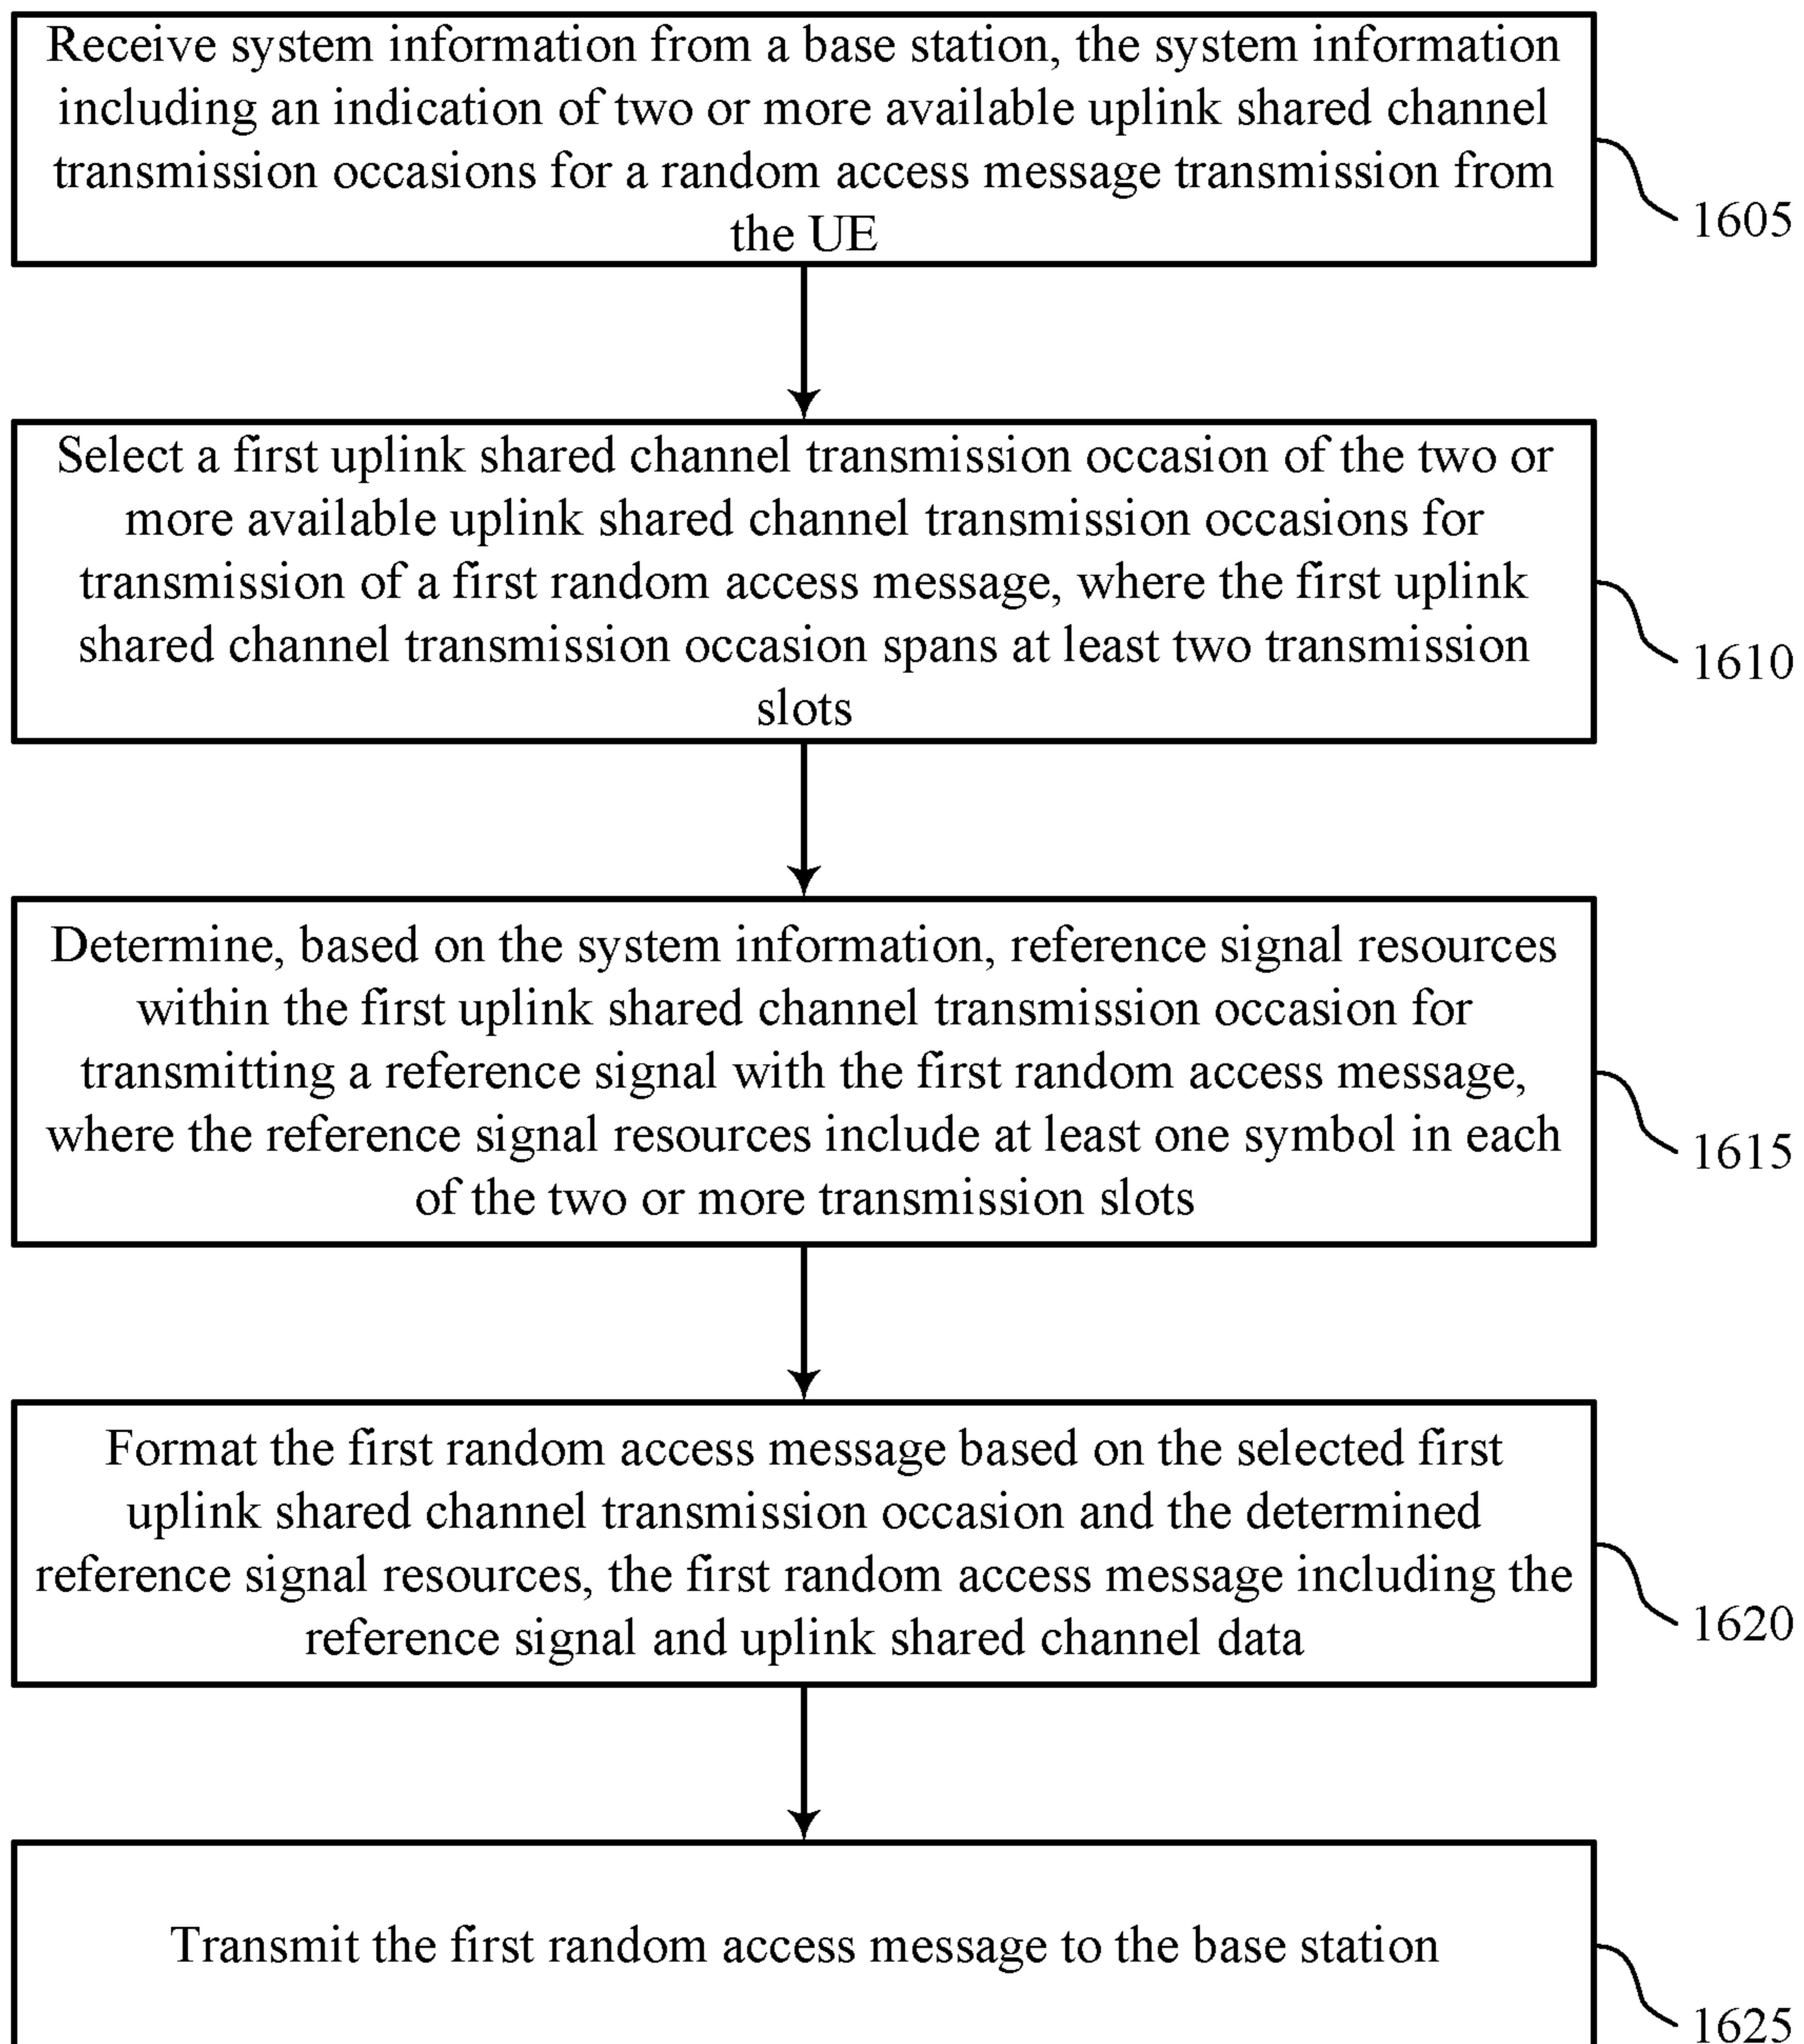 Receive system information from a base station, the system information
including an indication of two or more available uplink shared channel
transmission occasions for a random access message transmission from
the UE
1605
Select a first uplink shared channel transmission occasion of the two or
more available uplink shared channel transmission occasions for
transmission of a first random access message, where the first uplink
shared channel transmission occasion spans at least two transmission
slots
1610
Determine, based on the system information, reference signal resources
within the first uplink shared channel transmission occasion for
transmitting a reference signal with the first random access message,
where the reference signal resources include at least one symbol in each
of the two or more transmission slots
1615
Format the first random access message based on the selected first
uplink shared channel transmission occasion and the determined
reference signal resources, the first random access message including the
reference signal and uplink shared channel data
1620
Transmit the first random access message to the base station
1625